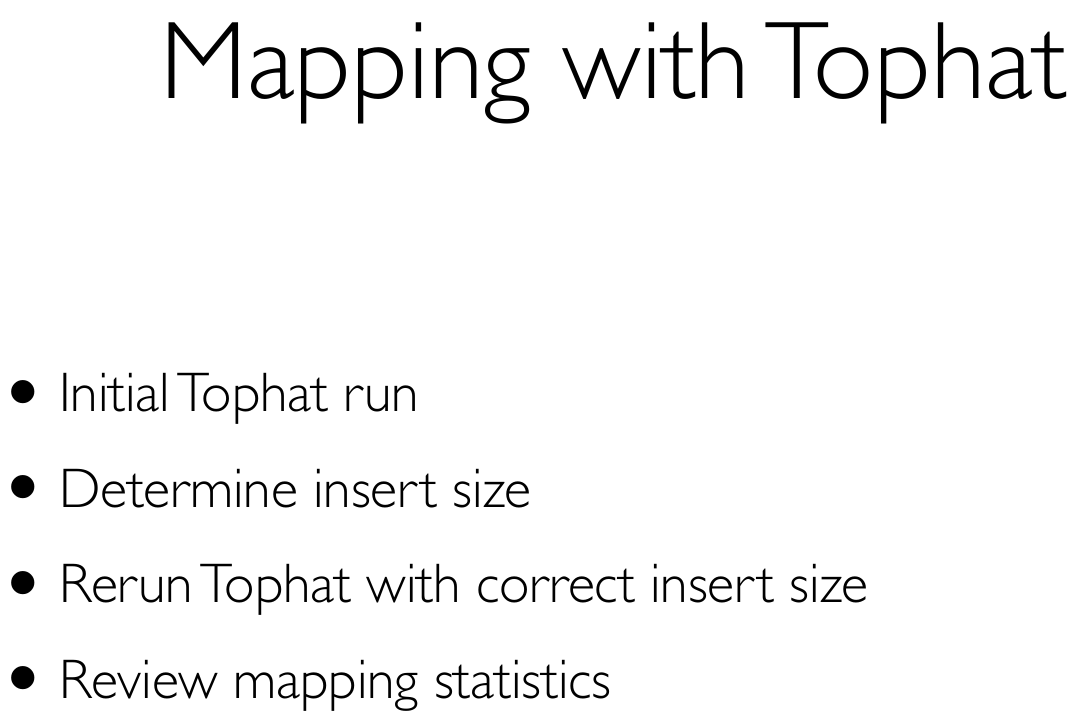 Mapping with Tophat
• Initial Tophat run
• Determine insert size
• Rerun Tophat with correct insert size
• Review mapping statistics